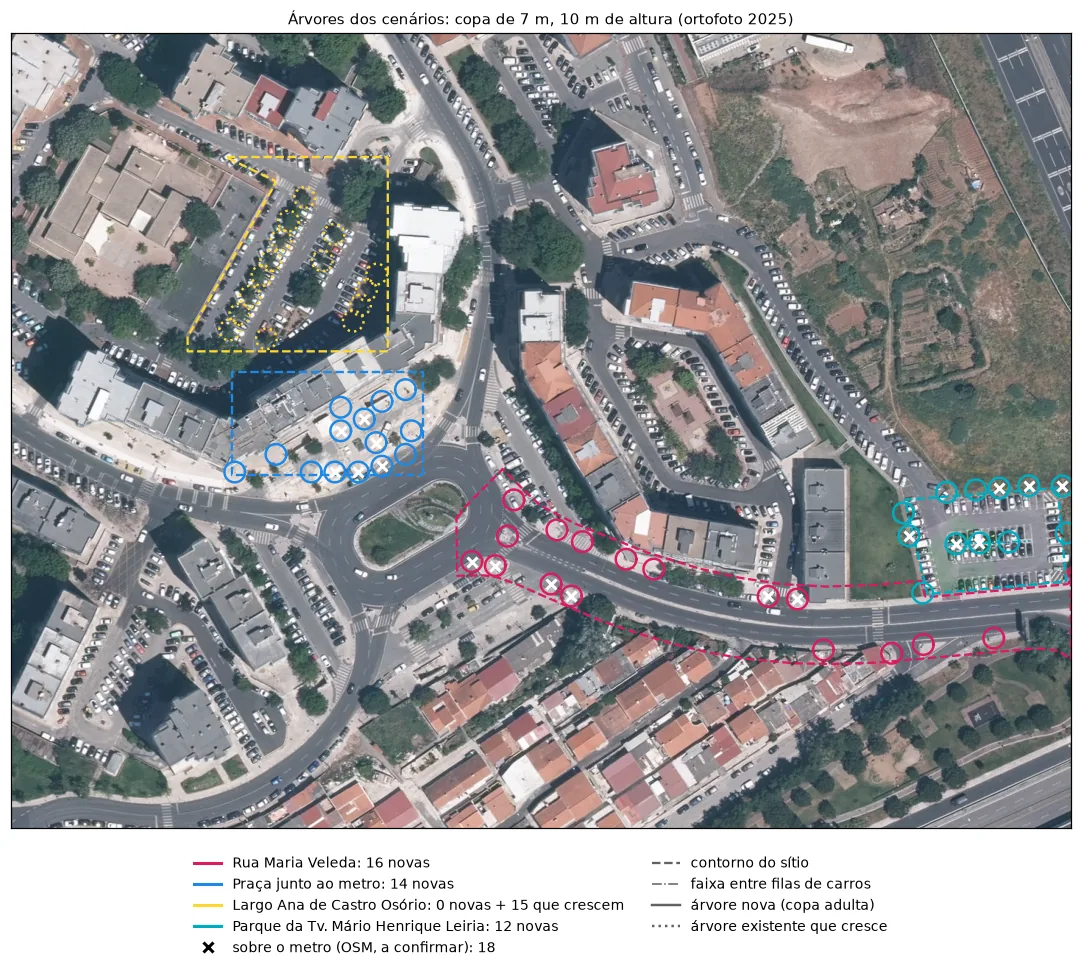 Árvores dos cenários: copa de 7 m, 10 m de altura (ortofoto 2025)
Rua Maria Veleda: 16 novas
Praça junto ao metro: 14 novas
Largo Ana de Castro Osório: 0 novas + 15 que crescem
Parque da Tv. Mário Henrique Leiria: 12 novas
sobre o metro (OSM, a confirmar): 18
contorno do sítio
faixa entre filas de carros
árvore nova (copa adulta)
árvore existente que cresce